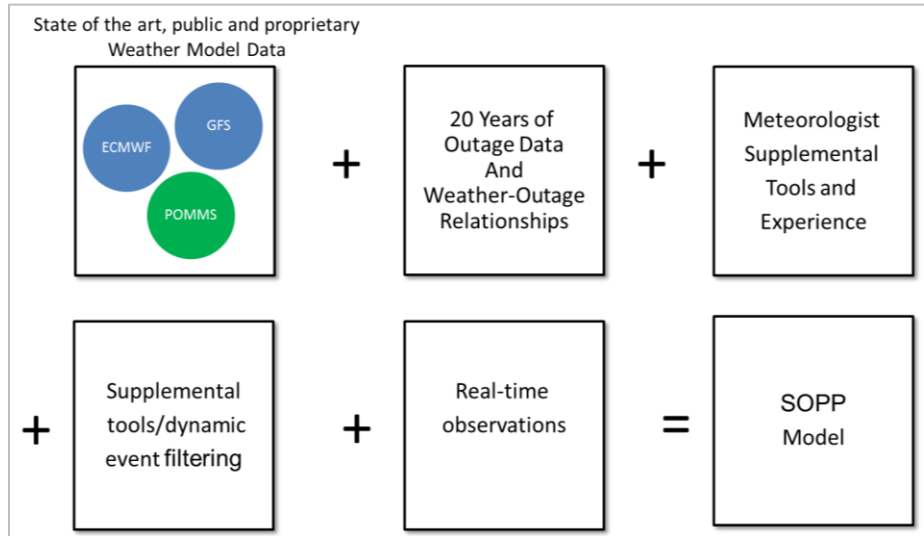 State of the art, public and proprietary
Weather Model Data
ECMWF
GFS
POMMS
+
20 Years of
Outage Data
And
Weather-Outage
Relationships
+
Meteorologist
Supplemental
Tools and
Experience
+
Supplemental
tools/dynamic
event filtering
+
Real-time
observations
=
SOPP
Model